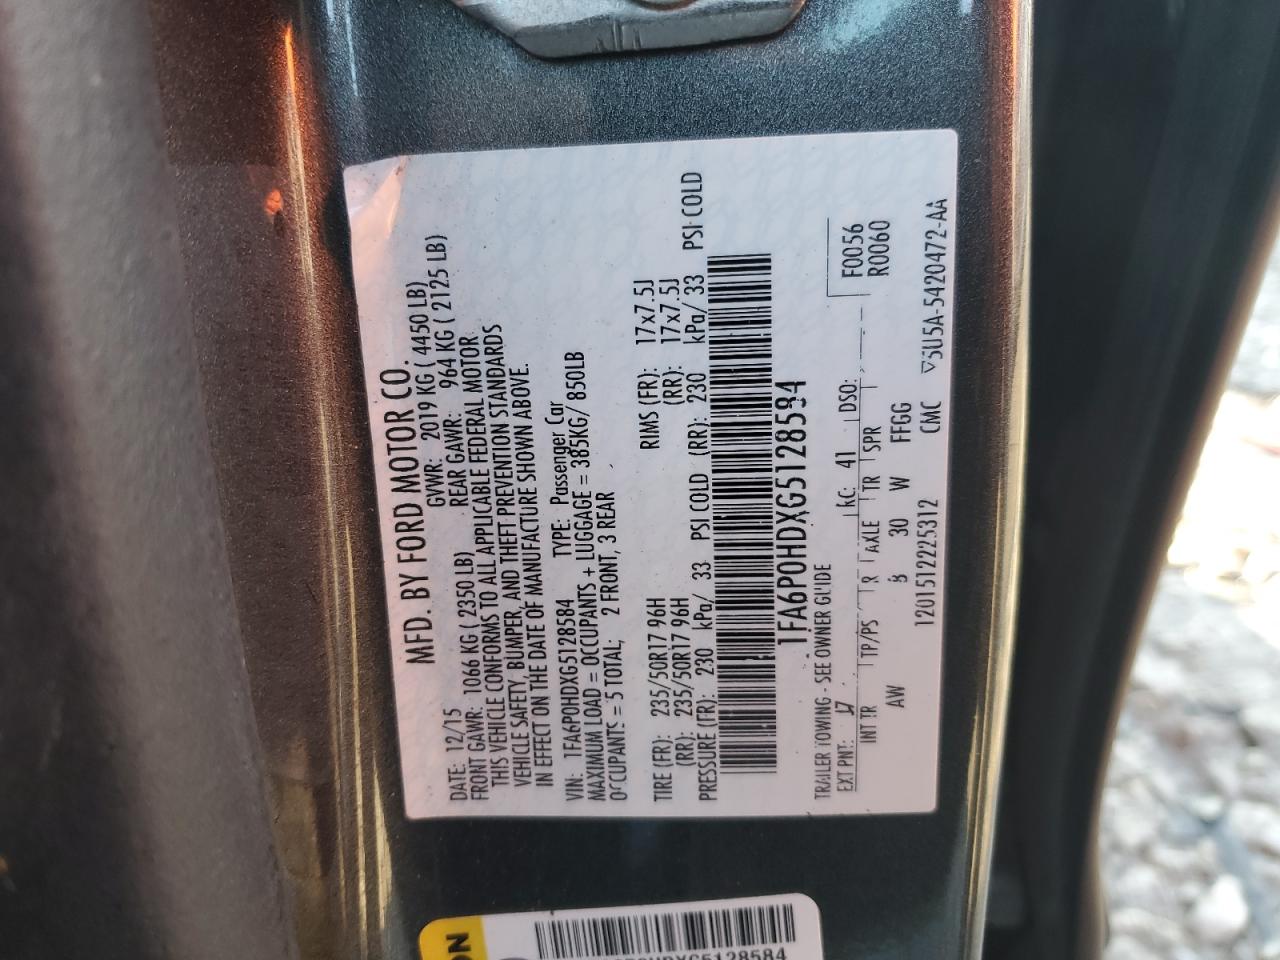 MFD. BY FORD MOTOR CO.
DATE: 12/15 GVWR: 2019 KG ( 4450 LB)
FRONT GAWR: 1066 KG ( 2350 LB) REAR GAWR: 964 KG ( 2125 LB)
THIS VEHICLE CONFORMS TO ALL APPLICABLE FEDERAL MOTOR
VEHICLE SAFETY, BUMPER, AND THEFT PREVENTION STANDARDS
IN EFFECT ON THE DATE OF MANUFACTURE SHOWN ABOVE.
VIN: 1FA6P0HDXG5128584 TYPE: Passenger Car
MAXIMUM LOAD = OCCUPANTS + LUGGAGE = 385KG/ 850LB
OCCUPANTS = 5 TOTAL; 2 FRONT, 3 REAR
TIRE (FR): 235/50R17 96H RIMS (FR): 17x7.5J
(RR): 235/50R17 96H (RR): 17x7.5J
PRESSURE (FR): 230 kPa/ 33 PSI COLD (RR): 230 kPa/ 33 PSI COLD
1FA6P0HDXG5128584
TRAILER TOWING - SEE OWNER GUIDE
EXT PNT: J7 RC: 41 DSO: F0056
INT TR TP/PS R AXLE TR SPR R0060
AW 30 W FFGG
1201512225312 CMC ▽5U5A-5420472-AA
ON
HDXG5128584